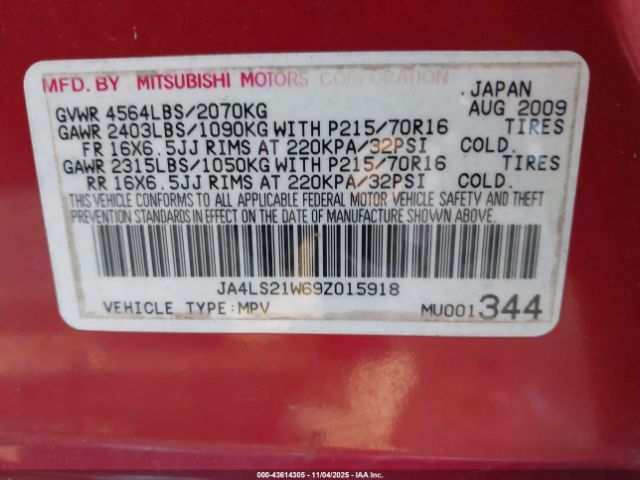 MFD. BY MITSUBISHI MOTORS CORPORATION
, JAPAN
GVWR 4564LBS/2070KG AUG 2009
GAWR 2403LBS/1090KG WITH P215/70R16 TIRES
FR 16X6.5JJ RIMS AT 220KPA/32PSI COLD.
GAWR 2315LBS/1050KG WITH P215/70R16 TIRES
RR 16X6.5JJ RIMS AT 220KPA/32PSI COLD.
THIS VEHICLE CONFORMS TO ALL APPLICABLE FEDERAL MOTOR VEHICLE SAFETY AND THEFT
PREVENTION STANDARDS IN EFFECT ON THE DATE OF MANUFACTURE SHOWN ABOVE.
JA4LS21W69Z015918
VEHICLE TYPE:MPV MU001344
000-43614305 - 11/04/2025 - IAA Inc.